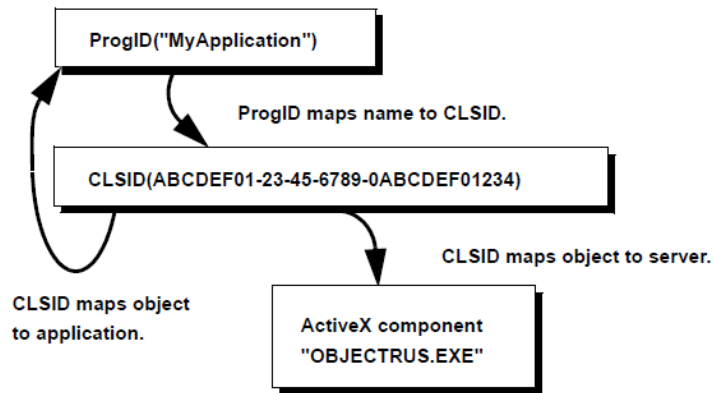 ProgID("MyApplication")
ProgID maps name to CLSID.
CLSID(ABCDEF01-23-45-6789-0ABCDEF01234)
CLSID maps object to server.
CLSID maps object
to application.
ActiveX component
"OBJECTRUS.EXE"